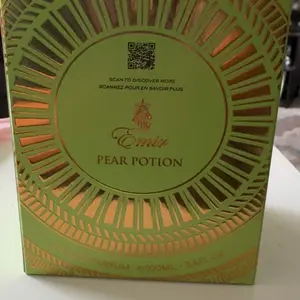 SCAN TO DISCOVER MORE
SCANNEZ POUR EN SAVOIR PLUS
Emir
PEAR POTION